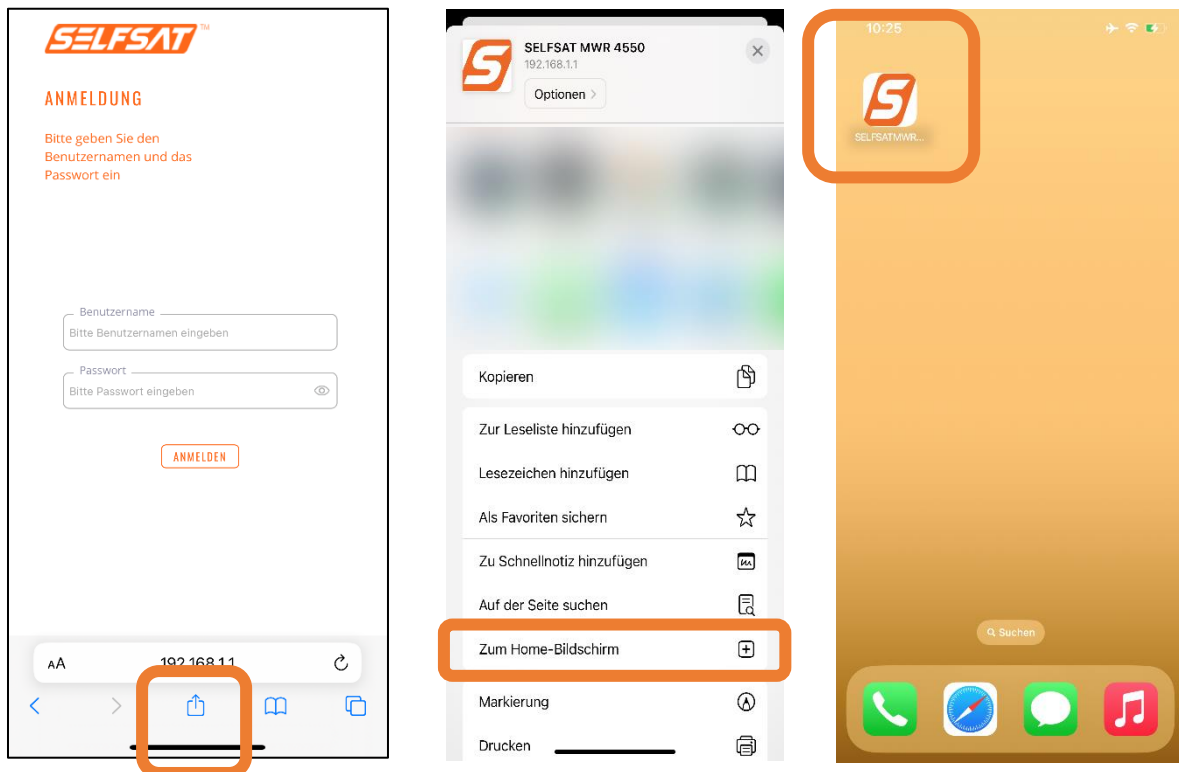 SELFSAT™
ANMELDUNG
Bitte geben Sie den
Benutzernamen und das
Passwort ein
Benutzername
Bitte Benutzernamen eingeben
Passwort
Bitte Passwort eingeben
ANMELDEN
AA
192.168.1.1
S
SELFSAT MWR 4550
192.168.1.1
Optionen >
Kopieren
Zur Leseliste hinzufügen
Lesezeichen hinzufügen
Als Favoriten sichern
Zu Schnellnotiz hinzufügen
Auf der Seite suchen
Zum Home-Bildschirm
Markierung
Drucken
10:25
S
SELFSATMWR...
Suchen